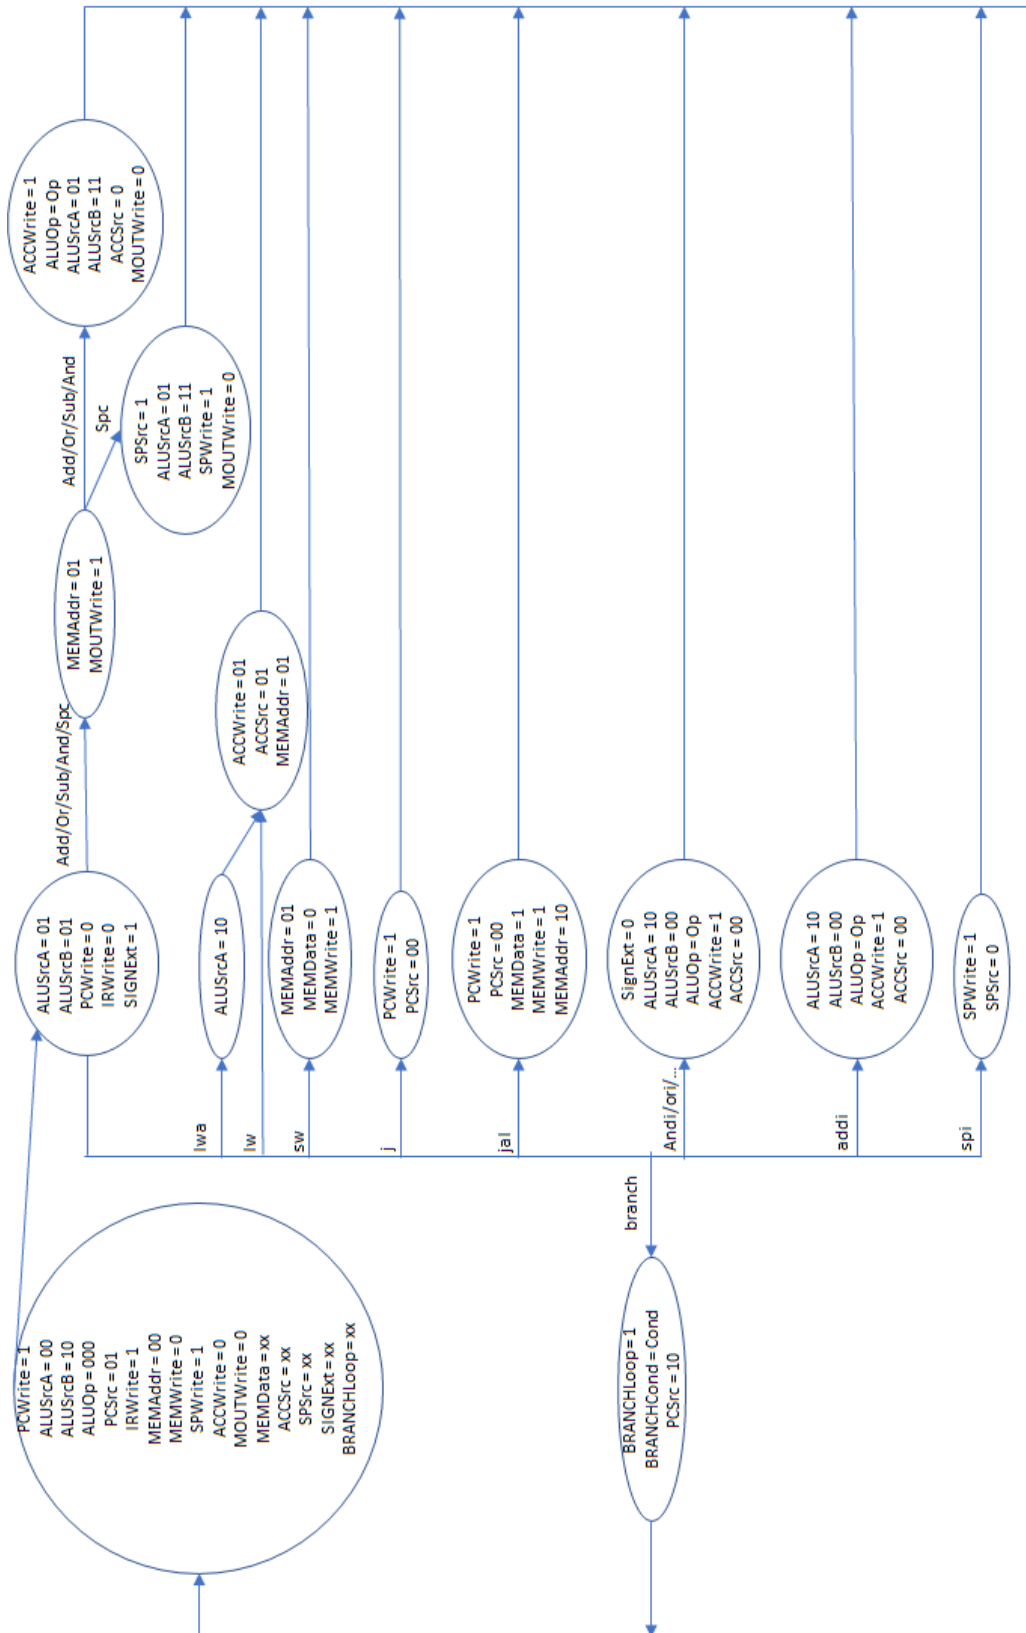 PCWrite = 1
ALUSrcA = 00
ALUSrcB = 10
ALUOp = 000
PCSrc = 01
IRWrite = 1
MEMAddr = 00
MEMWrite = 0
SPWrite = 1
ACCWrite = 0
MOUTWrite = 0
MEMData = xx
ACCSrc = xx
SPSrc = xx
SIGNExt = xx
BRANCHLoop = xx
ALUSrcA = 01
ALUSrcB = 01
PCWrite = 0
IRWrite = 0
SIGNExt = 1
Add/Or/Sub/And/Spc
MEMAddr = 01
MOUTWrite = 1
Add/Or/Sub/And
ACCWrite = 1
ALUOp = Op
ALUSrcA = 01
ALUSrcB = 11
ACCSrc = 0
MOUTWrite = 0
Spc
SPSrc = 1
ALUSrcA = 01
ALUSrcB = 11
SPWrite = 1
MOUTWrite = 0
lwa
ALUSrcA = 10
lw
ACCWrite = 01
ACCSrc = 01
MEMAddr = 01
sw
MEMAddr = 01
MEMData = 0
MEMWrite = 1
j
PCWrite = 1
PCSrc = 00
jal
PCWrite = 1
PCSrc = 00
MEMData = 1
MEMWrite = 1
MEMAddr = 10
branch
BRANCHLoop = 1
BRANCHCond = Cond
PCSrc = 10
Andi/ori/...
SignExt = 0
ALUSrcA = 10
ALUSrcB = 00
ALUOp = Op
ACCWrite = 1
ACCSrc = 00
addi
ALUSrcA = 10
ALUSrcB = 00
ALUOp = Op
ACCWrite = 1
ACCSrc = 00
spi
SPWrite = 1
SPSrc = 0